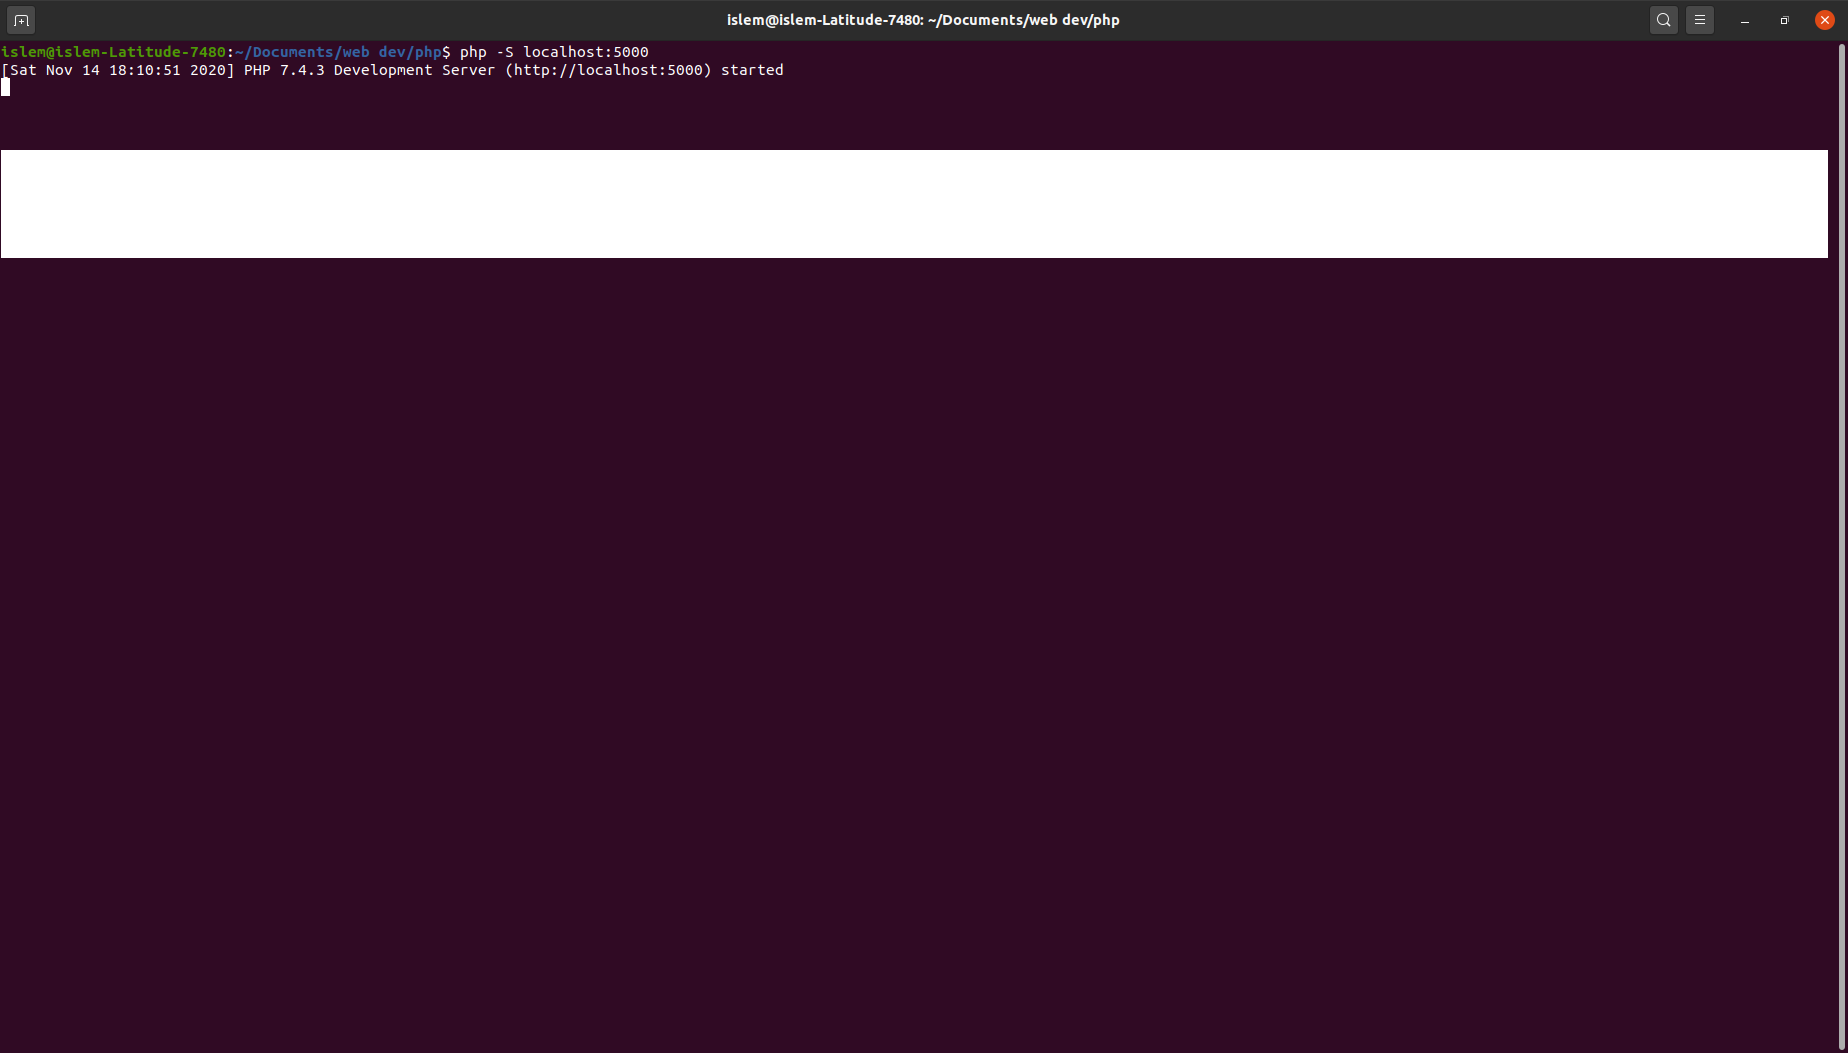 islem@islem-Latitude-7480: ~/Documents/web dev/php
islem@islem-Latitude-7480:~/Documents/web dev/php$ php -S localhost:5000
[Sat Nov 14 18:10:51 2020] PHP 7.4.3 Development Server (http://localhost:5000) started